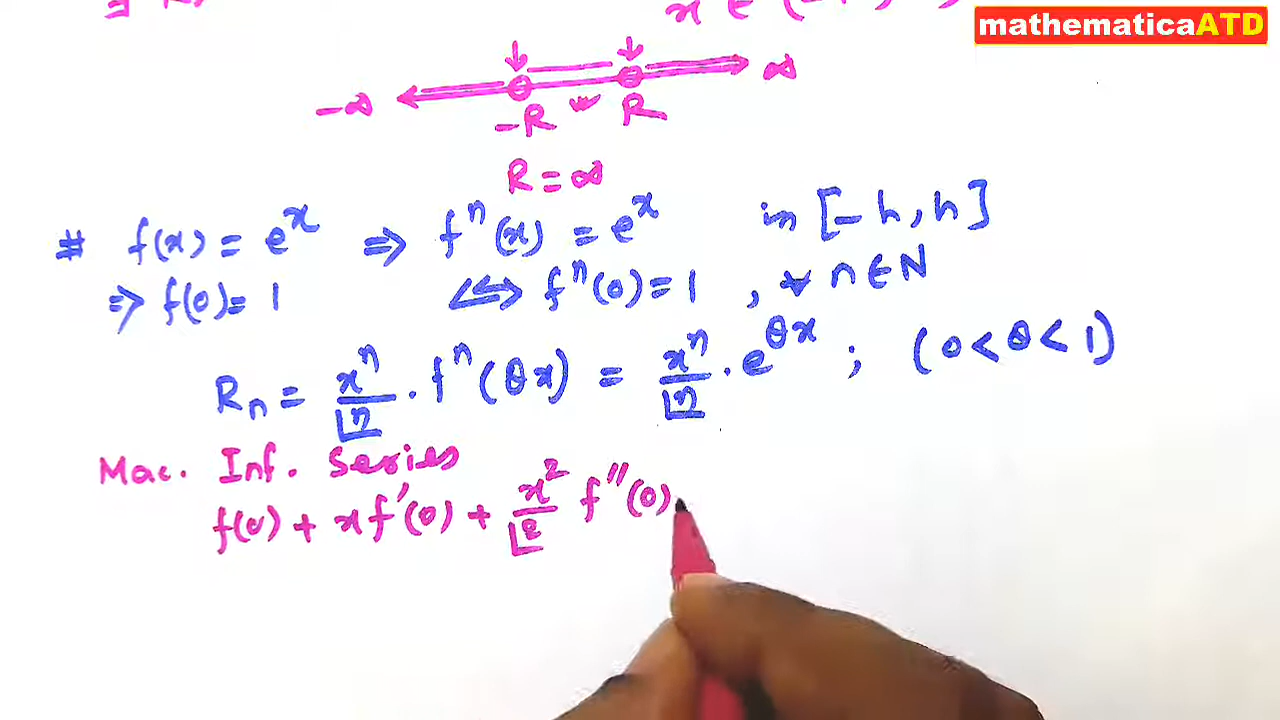 mathematicaATD
-∞ ∞
-R R
R = ∞
# f(x) = e^x ⇒ f^n(x) = e^x in [-h, h]
⇒ f(0) = 1 ⟺ f^n(0) = 1 , ∀ n ∈ N
R_n = x^n/⌊n . f^n(θx) = x^n/⌊n . e^θx ; (0 < θ < 1)
Mac. Inf. Series
f(0) + x f'(0) + x^2/⌊2 f''(0)